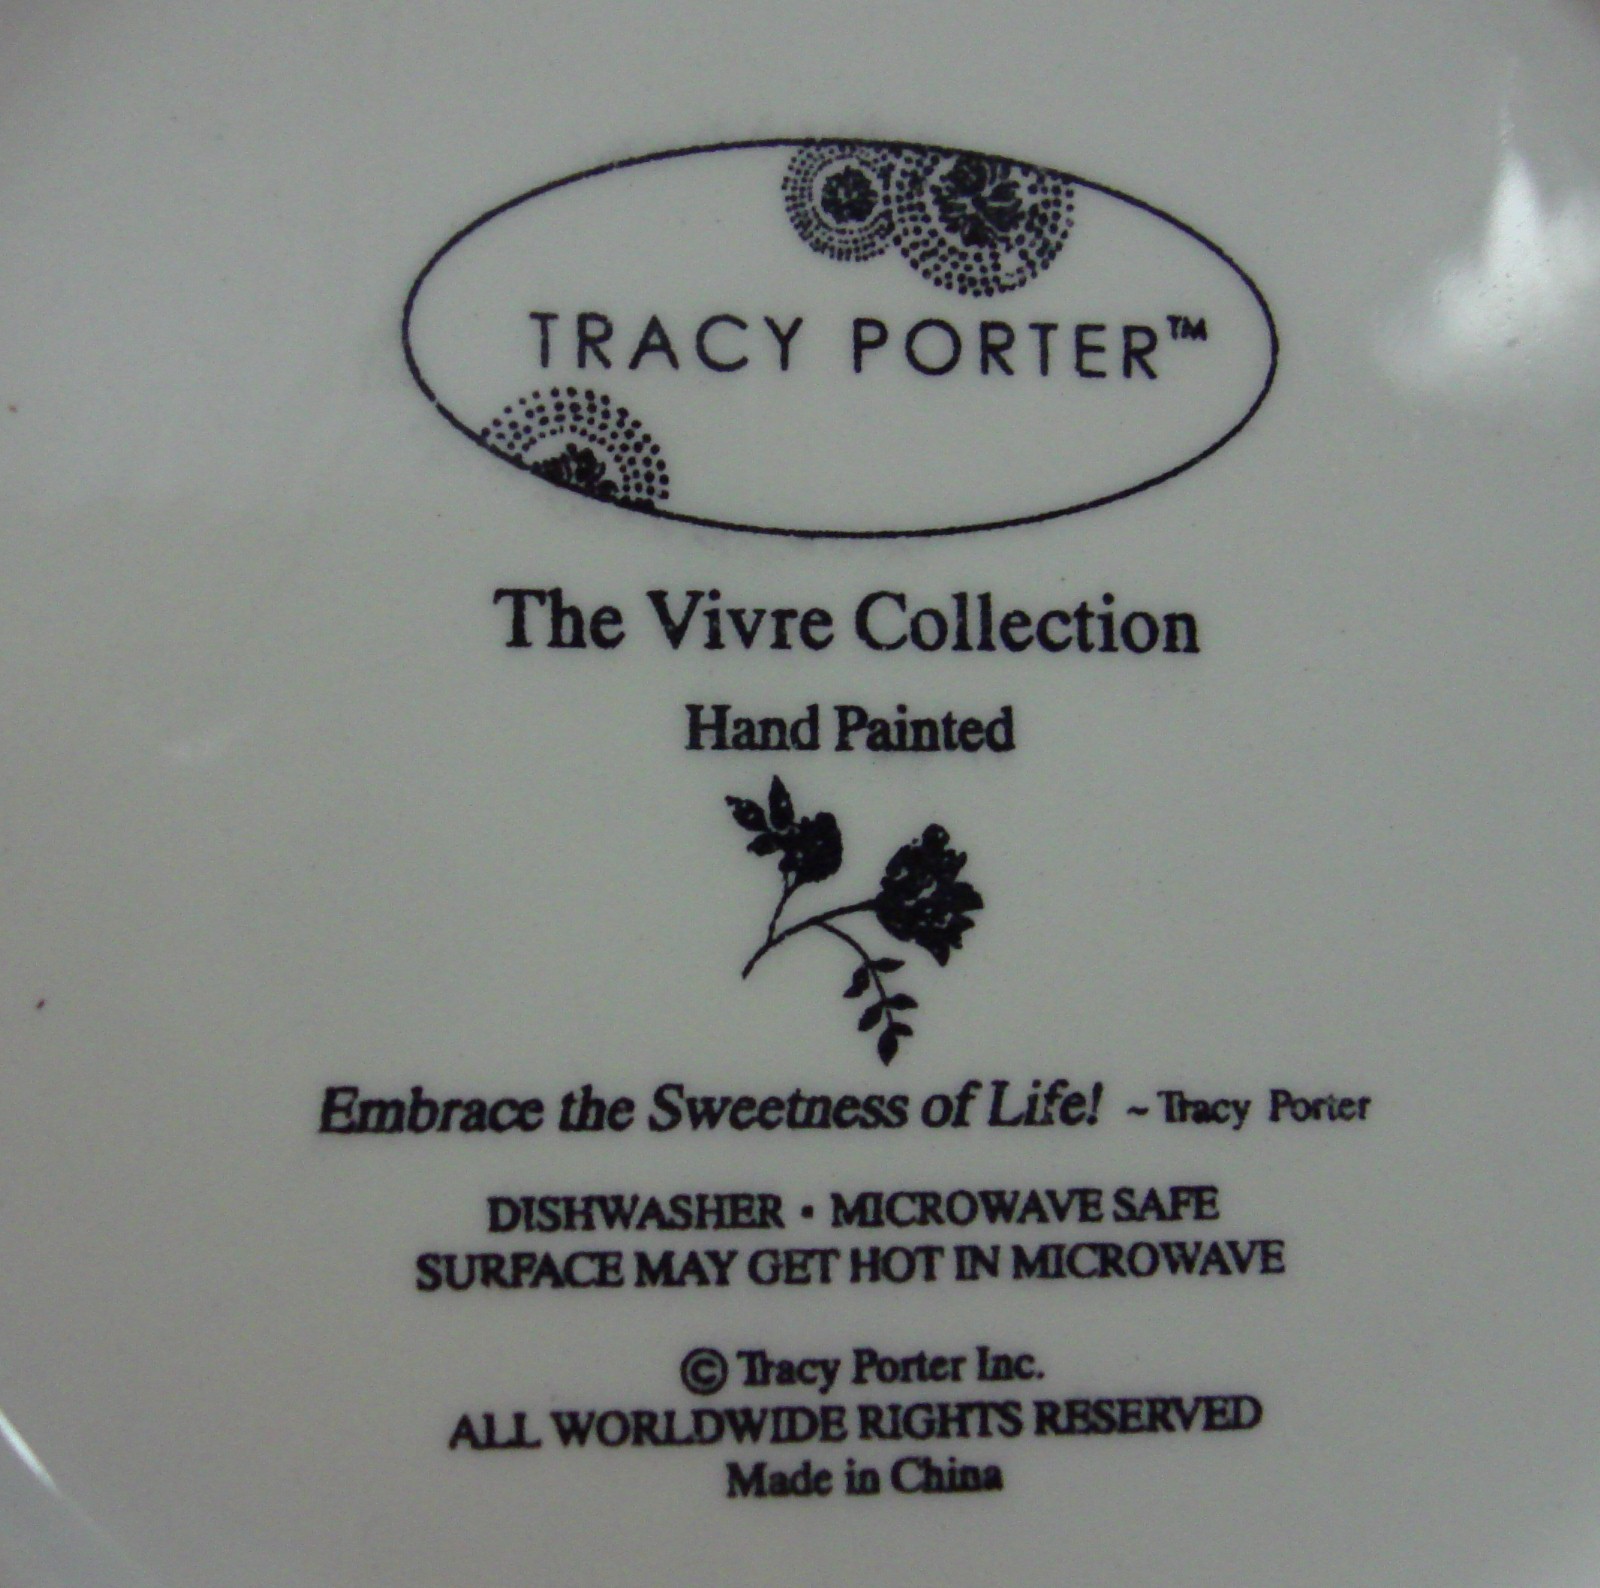 TRACY PORTER™
The Vivre Collection
Hand Painted
Embrace the Sweetness of Life! ~ Tracy Porter
DISHWASHER · MICROWAVE SAFE
SURFACE MAY GET HOT IN MICROWAVE
© Tracy Porter Inc.
ALL WORLDWIDE RIGHTS RESERVED
Made in China